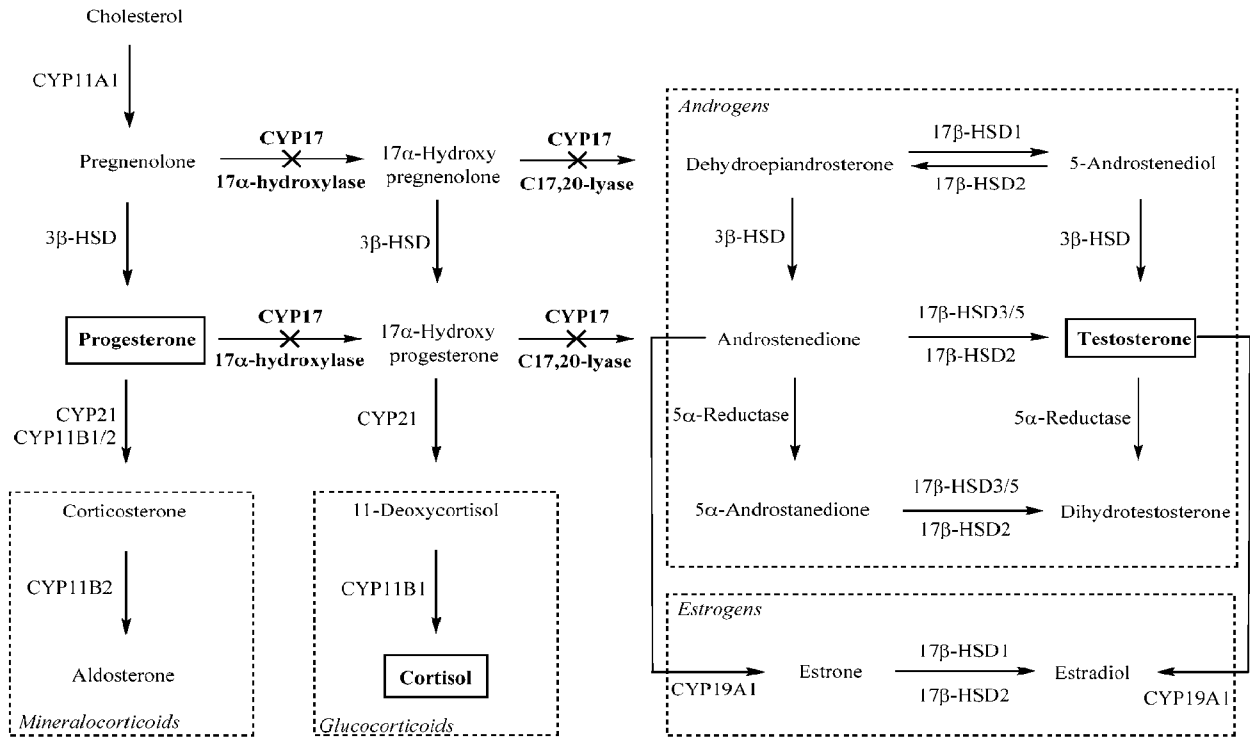 Cholesterol
CYP11A1
Androgens
CYP17
CYP17
17β-HSD1
Pregnenolone
17α-Hydroxy
pregnenolone
Dehydroepiandrosterone
5-Androstenediol
17α-hydroxylase
C17,20-lyase
17β-HSD2
3β-HSD
3β-HSD
3β-HSD
3β-HSD
CYP17
CYP17
17β-HSD3/5
Progesterone
17α-Hydroxy
progesterone
Androstenedione
Testosterone
17α-hydroxylase
C17,20-lyase
17β-HSD2
CYP21
CYP11B1/2
CYP21
5α-Reductase
5α-Reductase
17β-HSD3/5
Corticosterone
11-Deoxycortisol
5α-Androstanedione
Dihydrotestosterone
17β-HSD2
CYP11B2
CYP11B1
Estrogens
17β-HSD1
Aldosterone
Cortisol
Estrone
Estradiol
CYP19A1
17β-HSD2
CYP19A1
Mineralocorticoids
Glucocorticoids